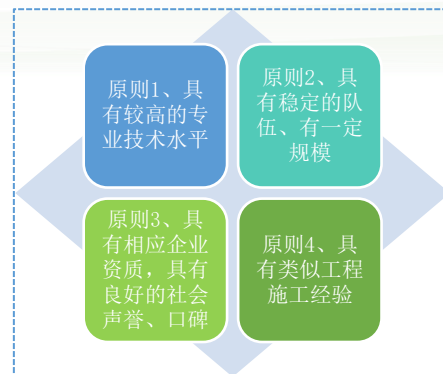 原则1、具
有较高的专
业技术水平
原则2、具
有稳定的队
伍、有一定
规模
原则3、具
有相应企业
资质，具有
良好的社会
声誉、口碑
原则4、具
有类似工程
施工经验